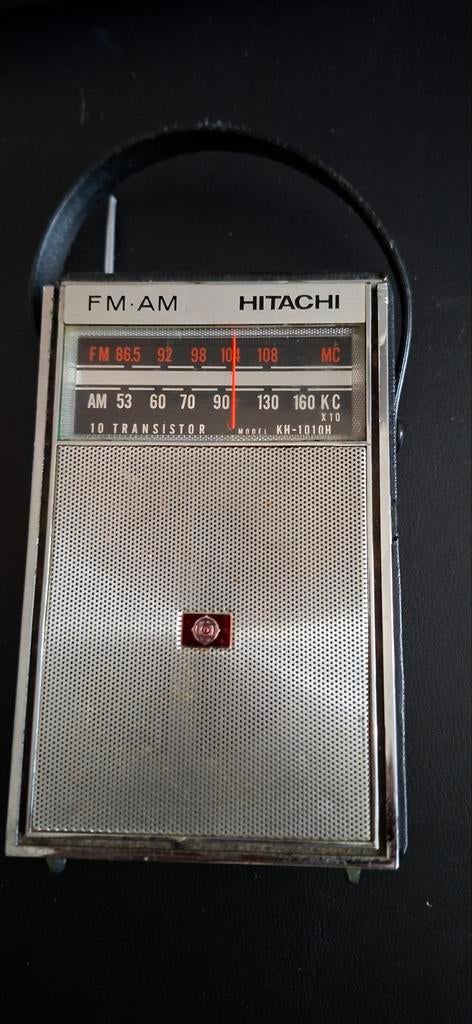 FM·AM HITACHI
FM 86.5 92 98 104 108 MC
AM 53 60 70 90 130 160 KC
X10
10 TRANSISTOR MODEL KH-1010H